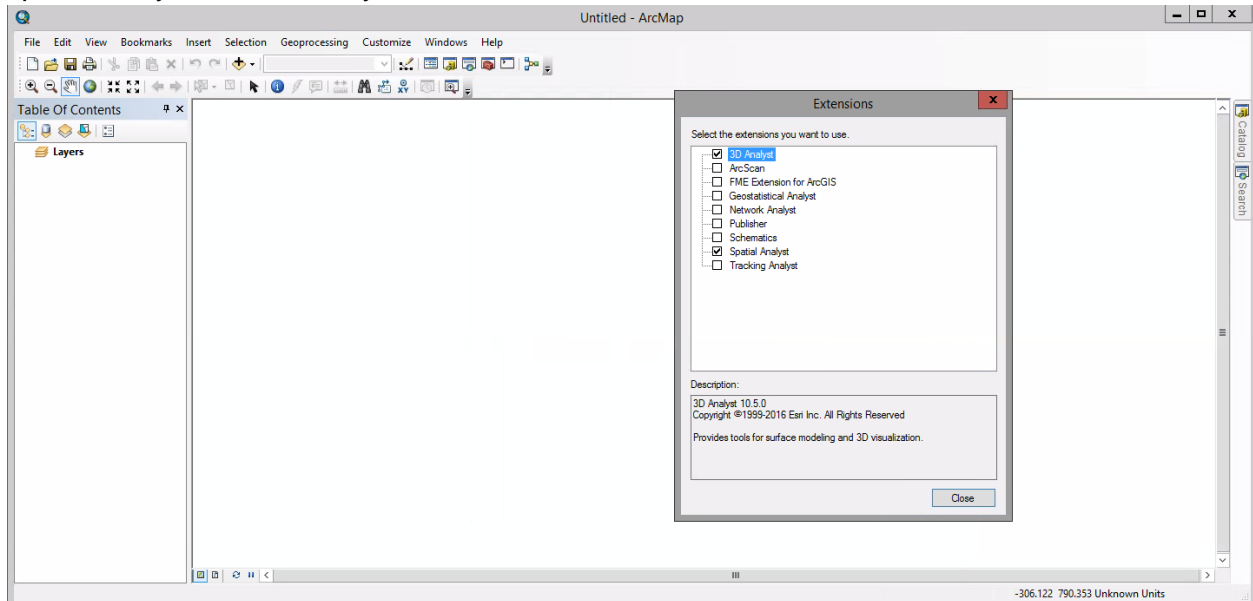 Untitled - ArcMap
File Edit View Bookmarks Insert Selection Geoprocessing Customize Windows Help
Table Of Contents
Layers
Extensions
Select the extensions you want to use.
3D Analyst
ArcScan
FME Extension for ArcGIS
Geostatistical Analyst
Network Analyst
Publisher
Schematics
Spatial Analyst
Tracking Analyst
Description:
3D Analyst 10.5.0
Copyright ©1999-2016 Esri Inc. All Rights Reserved
Provides tools for surface modeling and 3D visualization.
Close
Catalog
Search
-306.122 790.353 Unknown Units